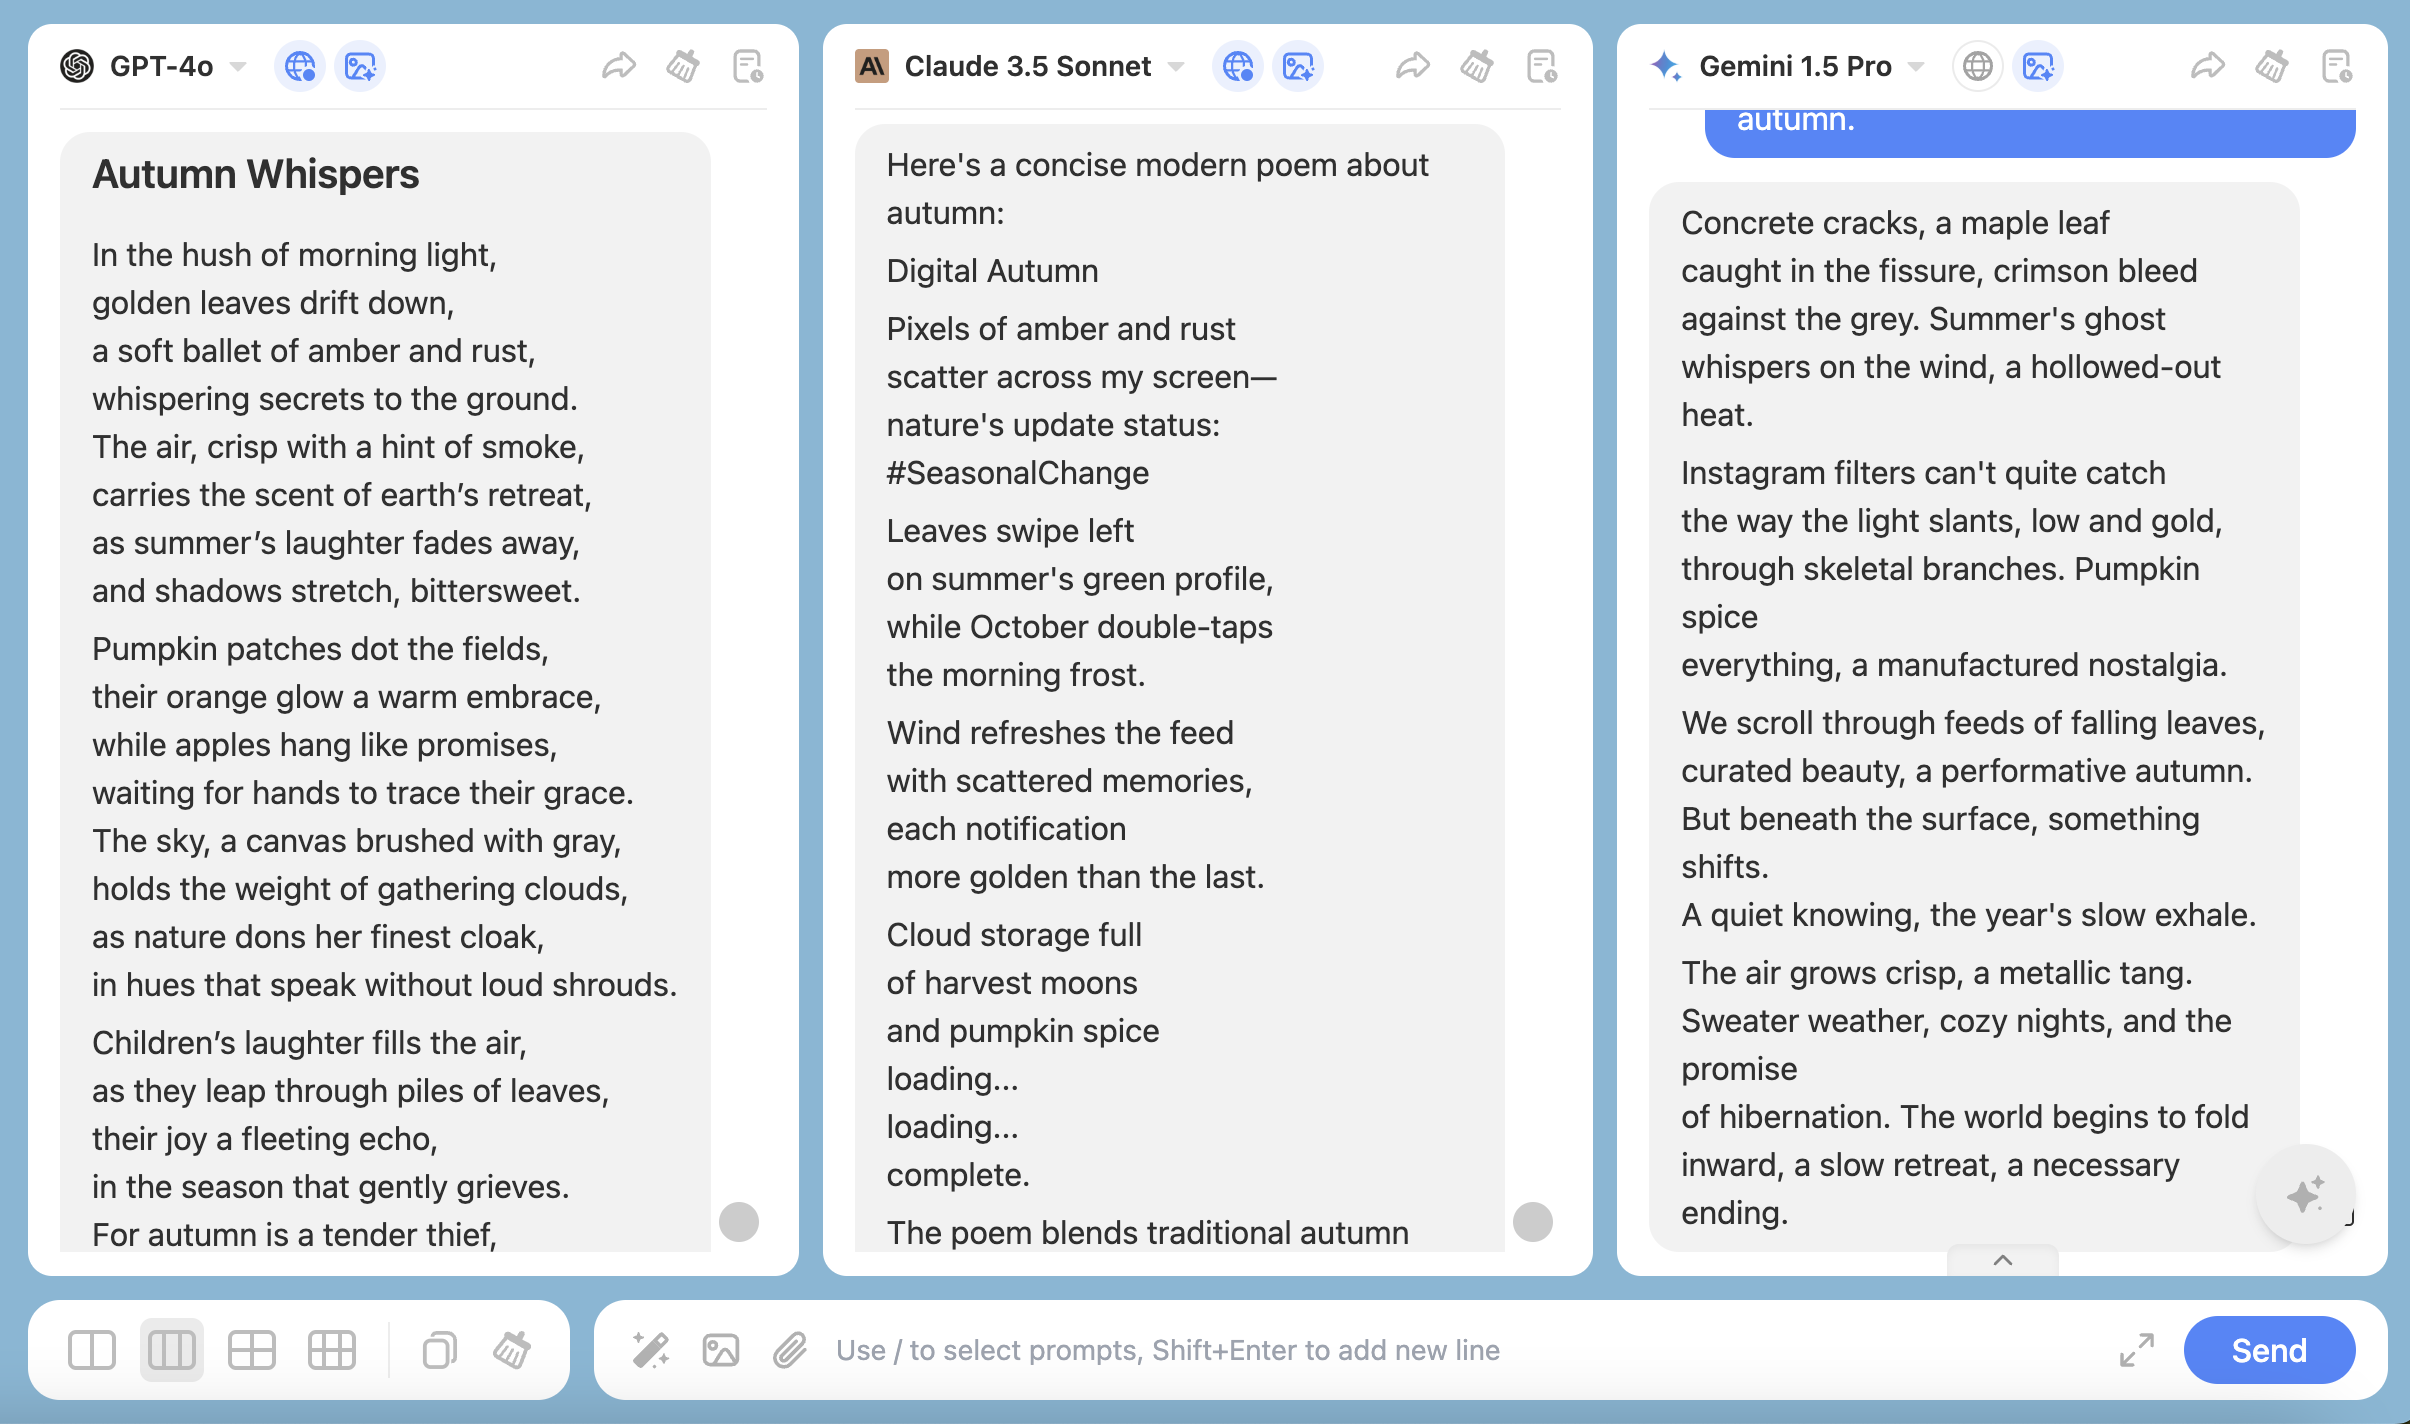 GPT-4o
Autumn Whispers
In the hush of morning light,
golden leaves drift down,
a soft ballet of amber and rust,
whispering secrets to the ground.
The air, crisp with a hint of smoke,
carries the scent of earth’s retreat,
as summer’s laughter fades away,
and shadows stretch, bittersweet.
Pumpkin patches dot the fields,
their orange glow a warm embrace,
while apples hang like promises,
waiting for hands to trace their grace.
The sky, a canvas brushed with gray,
holds the weight of gathering clouds,
as nature dons her finest cloak,
in hues that speak without loud shrouds.
Children’s laughter fills the air,
as they leap through piles of leaves,
their joy a fleeting echo,
in the season that gently grieves.
For autumn is a tender thief,
Claude 3.5 Sonnet
Here's a concise modern poem about
autumn:
Digital Autumn
Pixels of amber and rust
scatter across my screen—
nature's update status:
#SeasonalChange
Leaves swipe left
on summer's green profile,
while October double-taps
the morning frost.
Wind refreshes the feed
with scattered memories,
each notification
more golden than the last.
Cloud storage full
of harvest moons
and pumpkin spice
loading...
loading...
complete.
The poem blends traditional autumn
Gemini 1.5 Pro
autumn.
Concrete cracks, a maple leaf
caught in the fissure, crimson bleed
against the grey. Summer's ghost
whispers on the wind, a hollowed-out
heat.
Instagram filters can't quite catch
the way the light slants, low and gold,
through skeletal branches. Pumpkin
spice
everything, a manufactured nostalgia.
We scroll through feeds of falling leaves,
curated beauty, a performative autumn.
But beneath the surface, something
shifts.
A quiet knowing, the year's slow exhale.
The air grows crisp, a metallic tang.
Sweater weather, cozy nights, and the
promise
of hibernation. The world begins to fold
inward, a slow retreat, a necessary
ending.
Use / to select prompts, Shift+Enter to add new line
Send